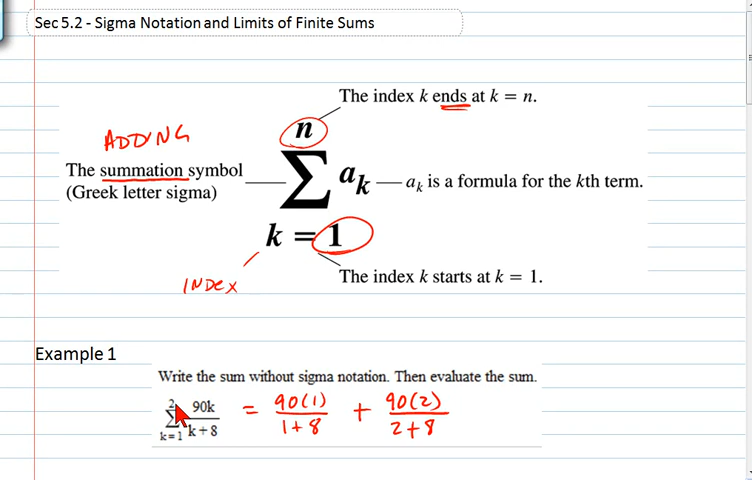 Sec 5.2 - Sigma Notation and Limits of Finite Sums
The index k ends at k = n.
ADDING
n
The summation symbol
(Greek letter sigma)
∑ aₖ
aₖ is a formula for the kth term.
k = 1
INDEX
The index k starts at k = 1.
Example 1
Write the sum without sigma notation. Then evaluate the sum.
2 90k = 90(1) + 90(2)
∑
k=1 k+8 1+8 2+8